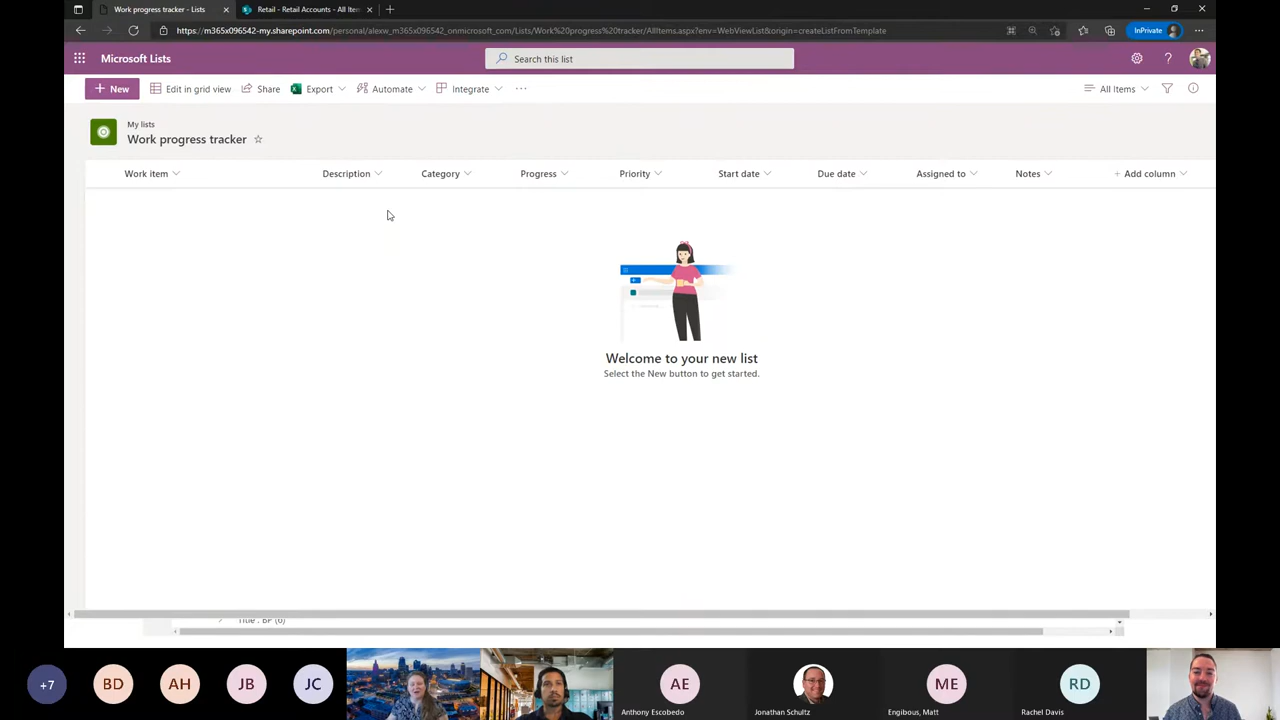 Work progress tracker - Lists
Retail - Retail Accounts - All Ite
https://m365x096542-my.sharepoint.com/personal/alexw_m365x096542_onmicrosoft_com/Lists/Work%20progress%20tracker/AllItems.aspx?env=WebViewList&origin=createListFromTemplate
InPrivate
Microsoft Lists
Search this list
New
Edit in grid view
Share
Export
Automate
Integrate
All Items
My lists
Work progress tracker
Work item
Description
Category
Progress
Priority
Start date
Due date
Assigned to
Notes
+ Add column
Welcome to your new list
Select the New button to get started.
Title : BP (6)
+7
BD
AH
JB
JC
AE
Anthony Escobedo
Jonathan Schultz
ME
Engibous, Matt
RD
Rachel Davis